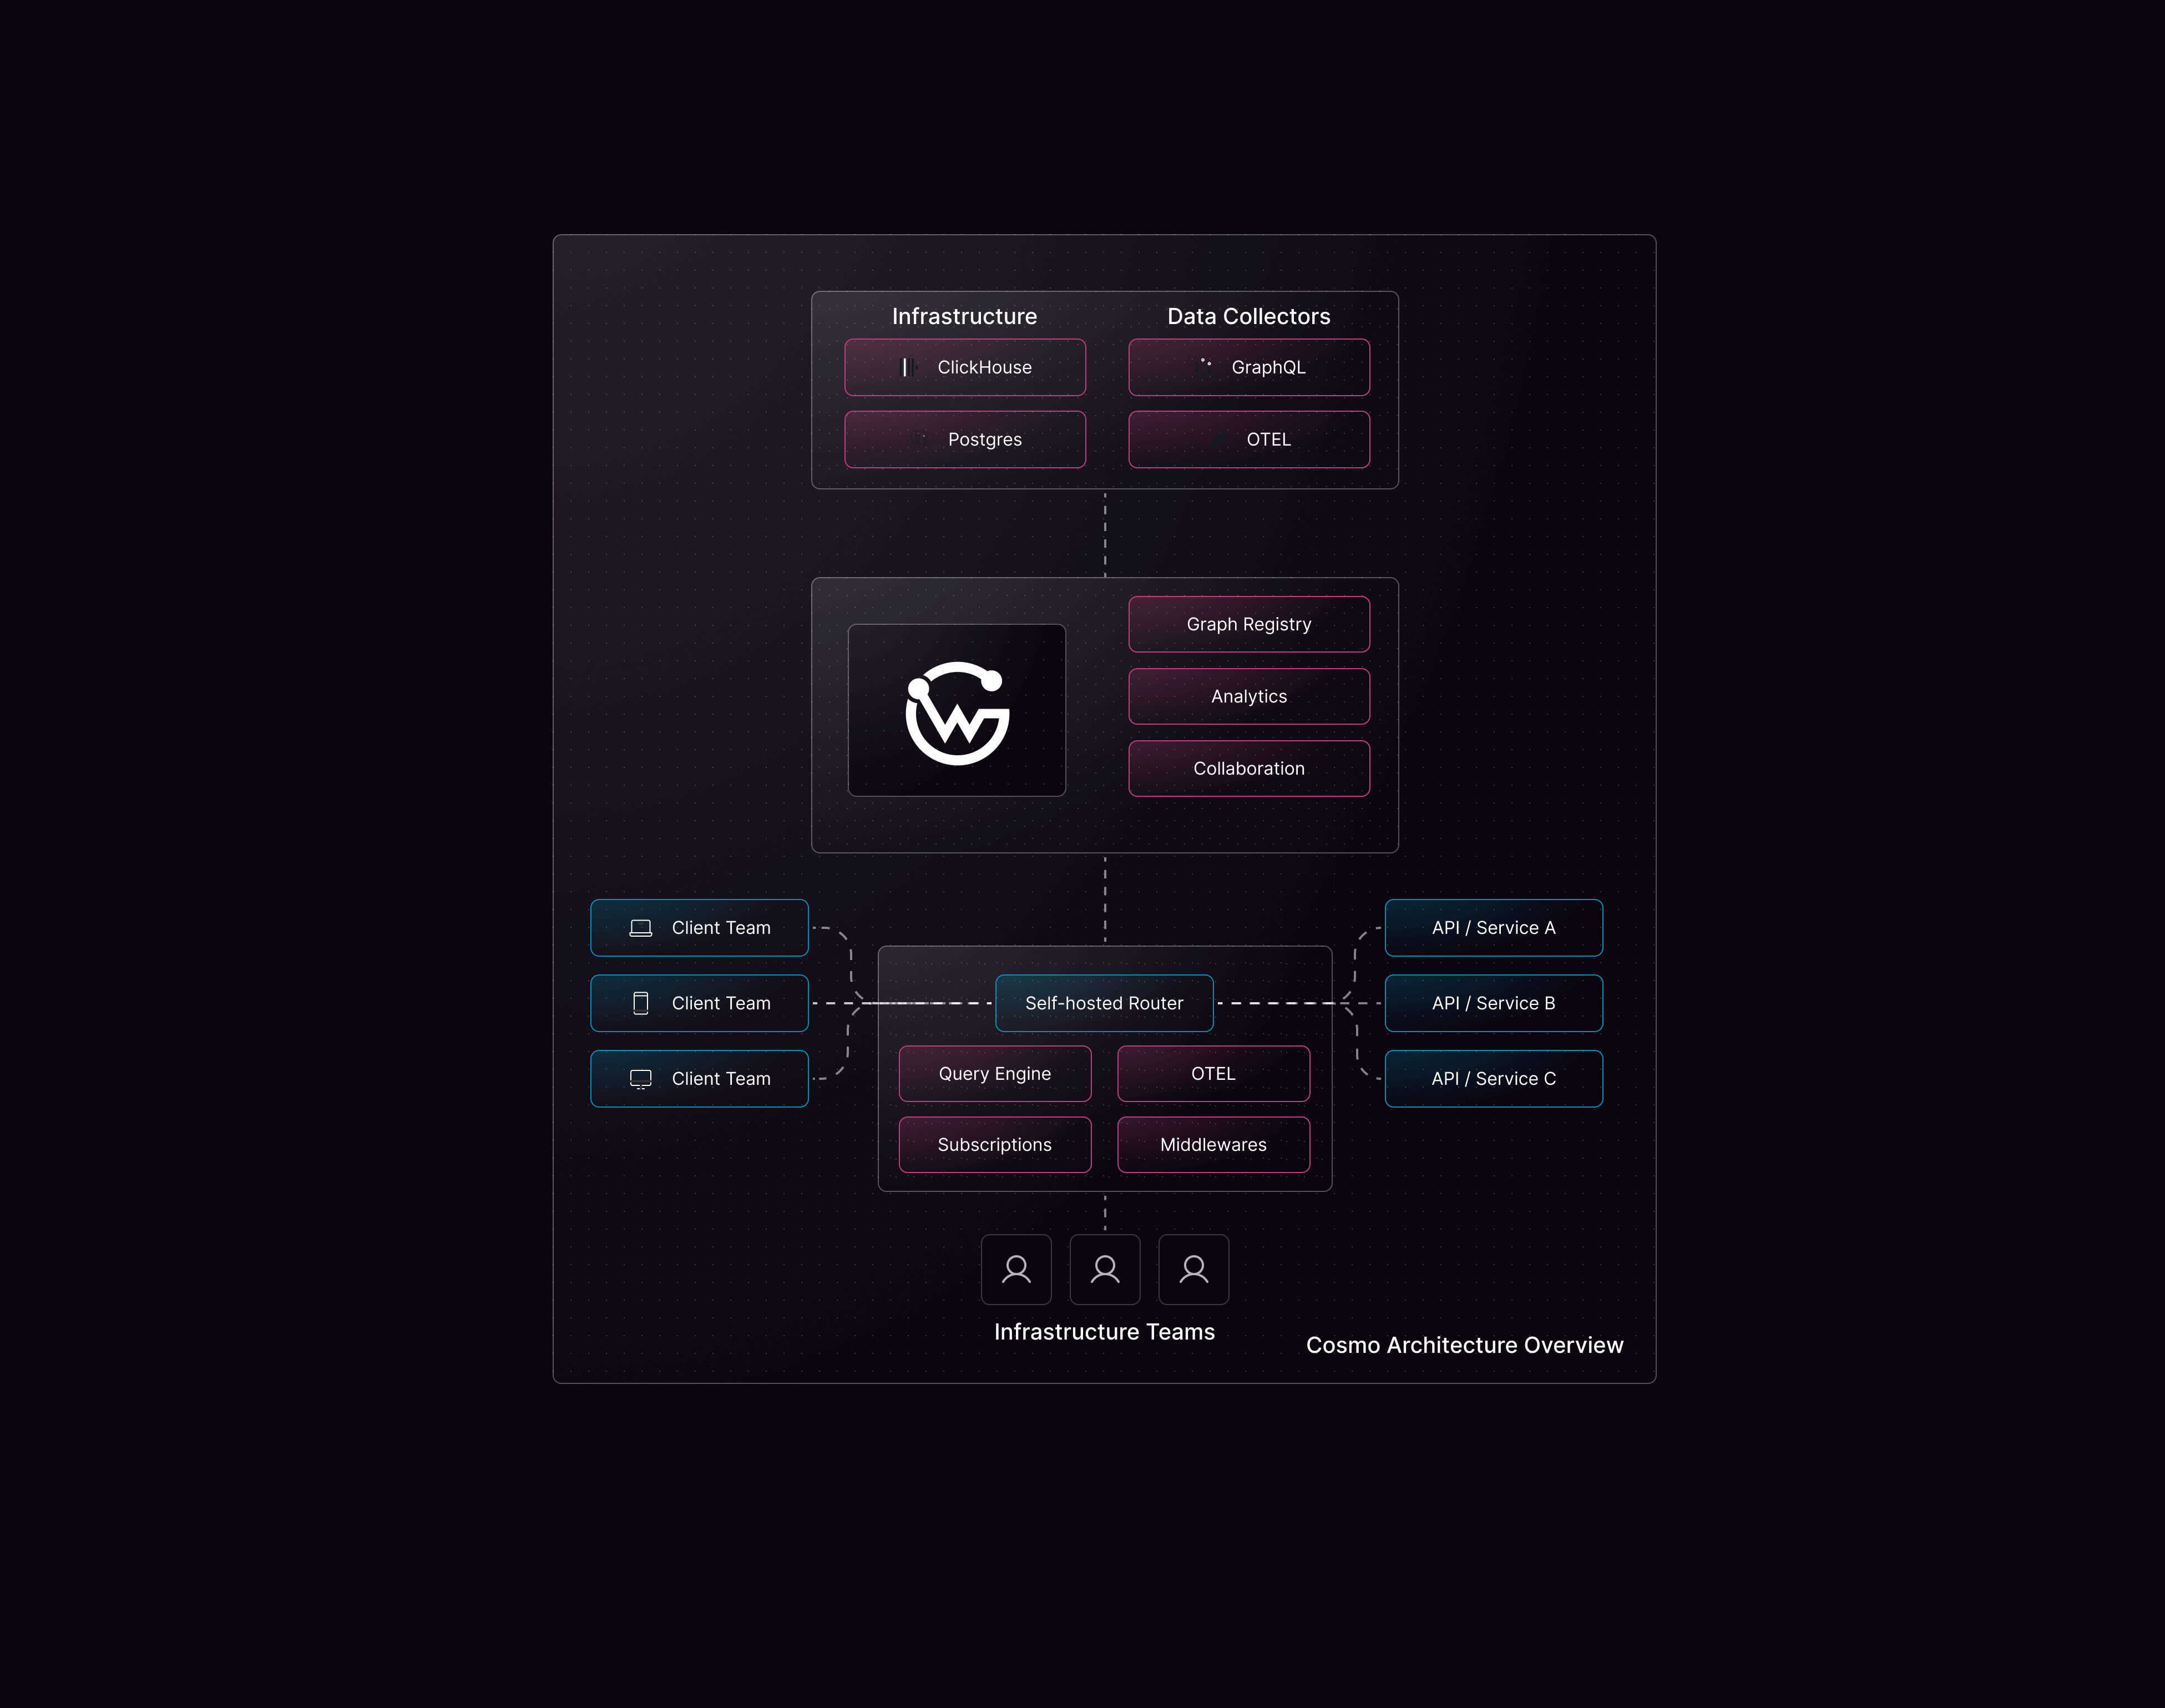 Infrastructure
Data Collectors
ClickHouse
GraphQL
Postgres
OTEL
Graph Registry
Analytics
Collaboration
Client Team
API / Service A
Client Team
Self-hosted Router
API / Service B
Client Team
Query Engine
OTEL
API / Service C
Subscriptions
Middlewares
Infrastructure Teams
Cosmo Architecture Overview